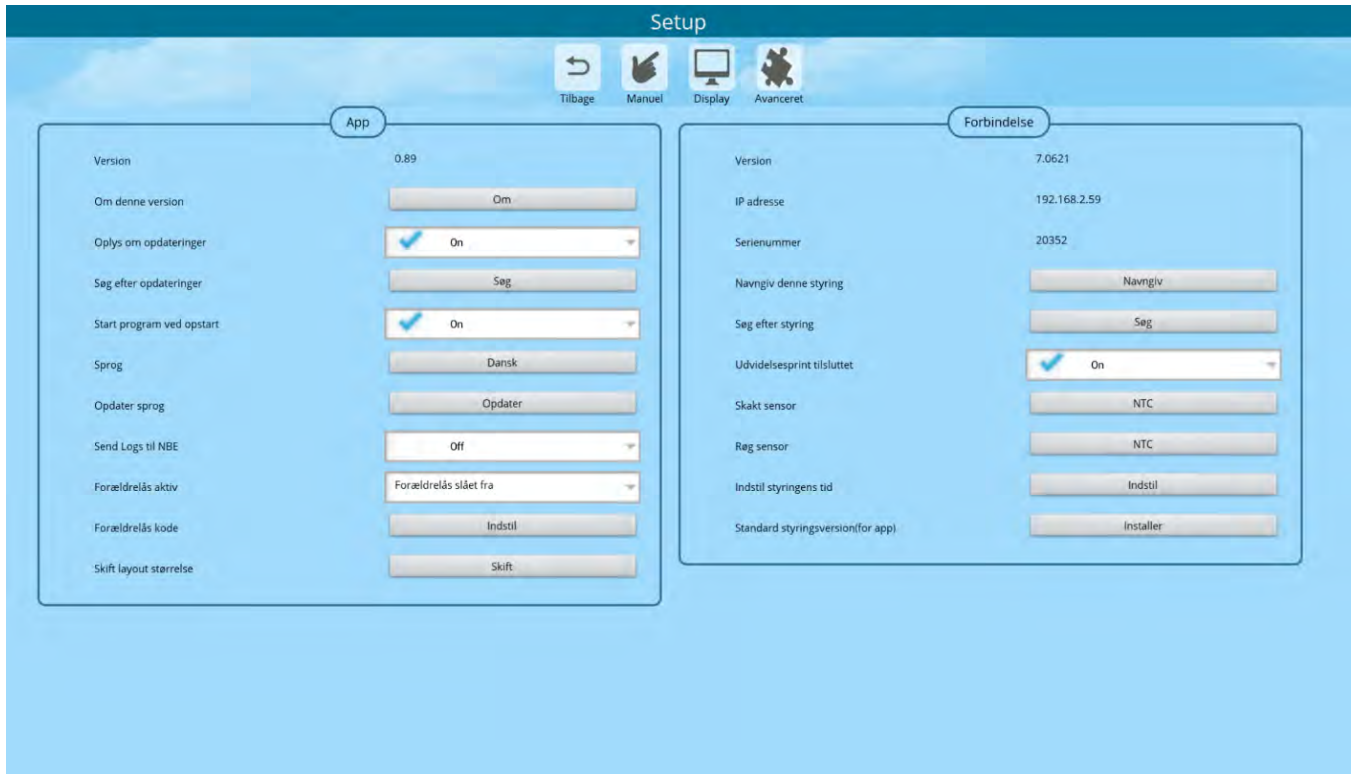 Setup
Tilbage Manuel Display Avanceret
App
Version 0.89
Om denne version Om
Oplys om opdateringer On
Søg efter opdateringer Søg
Start program ved opstart On
Sprog Dansk
Opdater sprog Opdater
Send Logs til NBE Off
Forældrelås aktiv Forældrelås slået fra
Forældrelås kode Indstil
Skift layout størrelse Skift
Forbindelse
Version 7.0621
IP adresse 192.168.2.59
Serienummer 20352
Navngiv denne styring Navngiv
Søg efter styring Søg
Udvidelsesprint tilsluttet On
Skakt sensor NTC
Røg sensor NTC
Indstil styringens tid Indstil
Standard styringsversion(for app) Installer